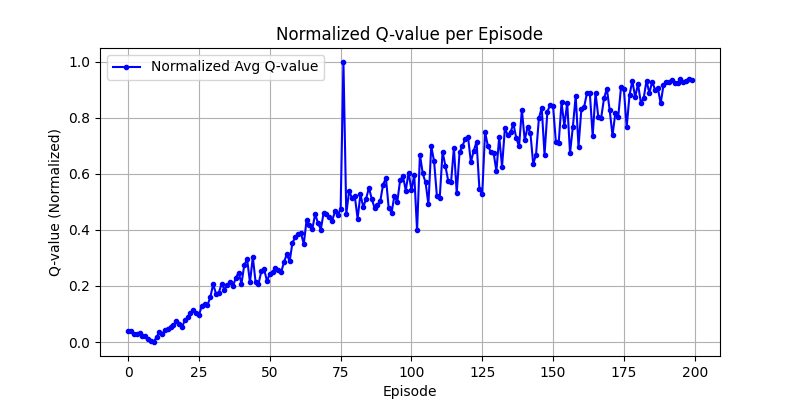 Normalized Q-value per Episode
Normalized Avg Q-value
Q-value (Normalized)
1.0
0.8
0.6
0.4
0.2
0.0
0 25 50 75 100 125 150 175 200
Episode